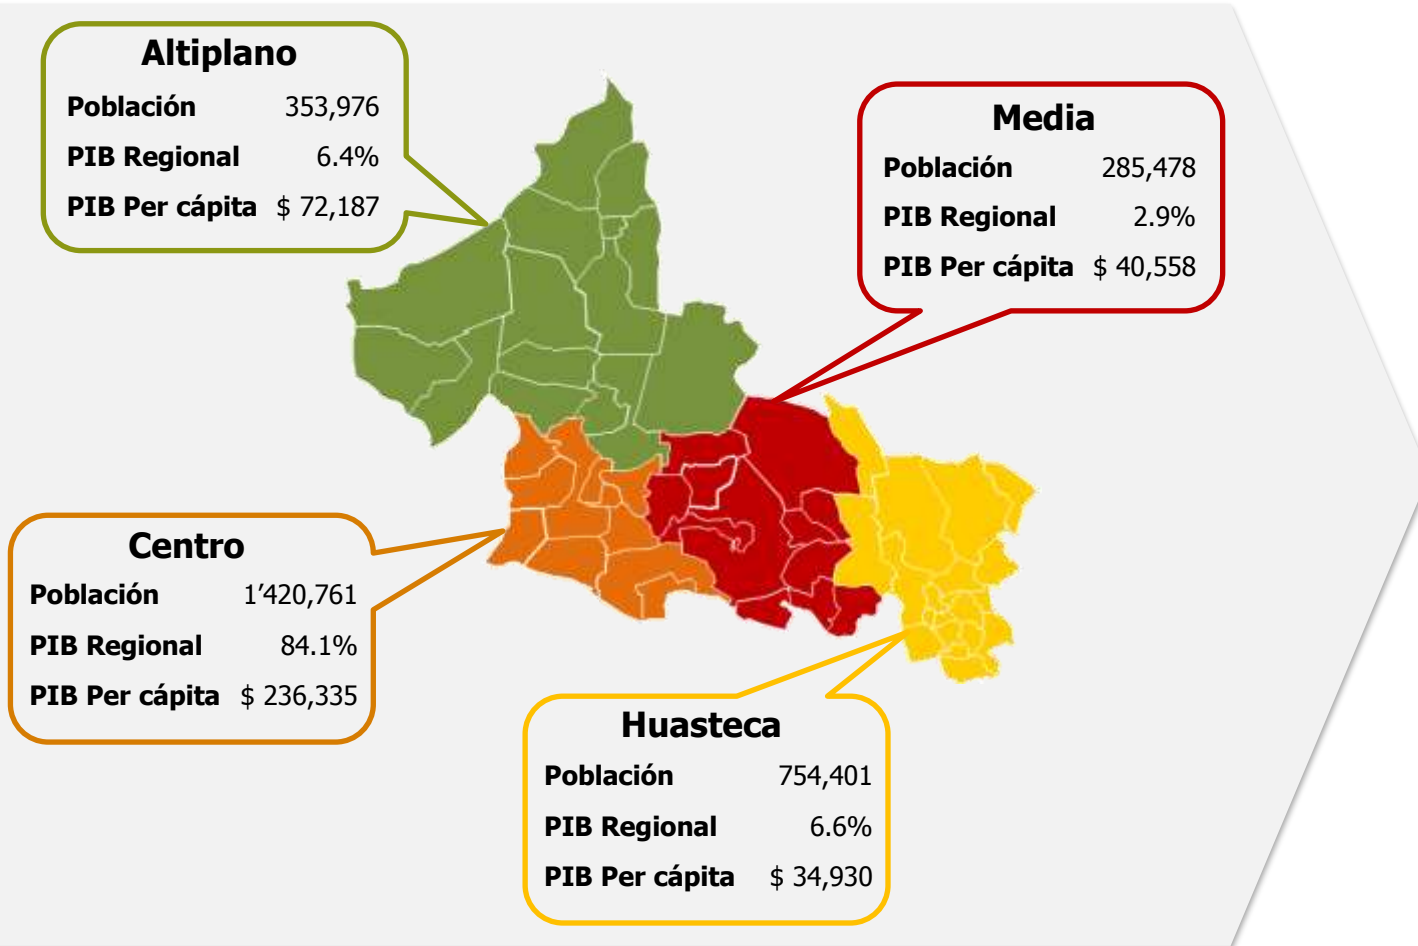 Altiplano
Población 353,976
PIB Regional 6.4%
PIB Per cápita $ 72,187
Media
Población 285,478
PIB Regional 2.9%
PIB Per cápita $ 40,558
Centro
Población 1’420,761
PIB Regional 84.1%
PIB Per cápita $ 236,335
Huasteca
Población 754,401
PIB Regional 6.6%
PIB Per cápita $ 34,930